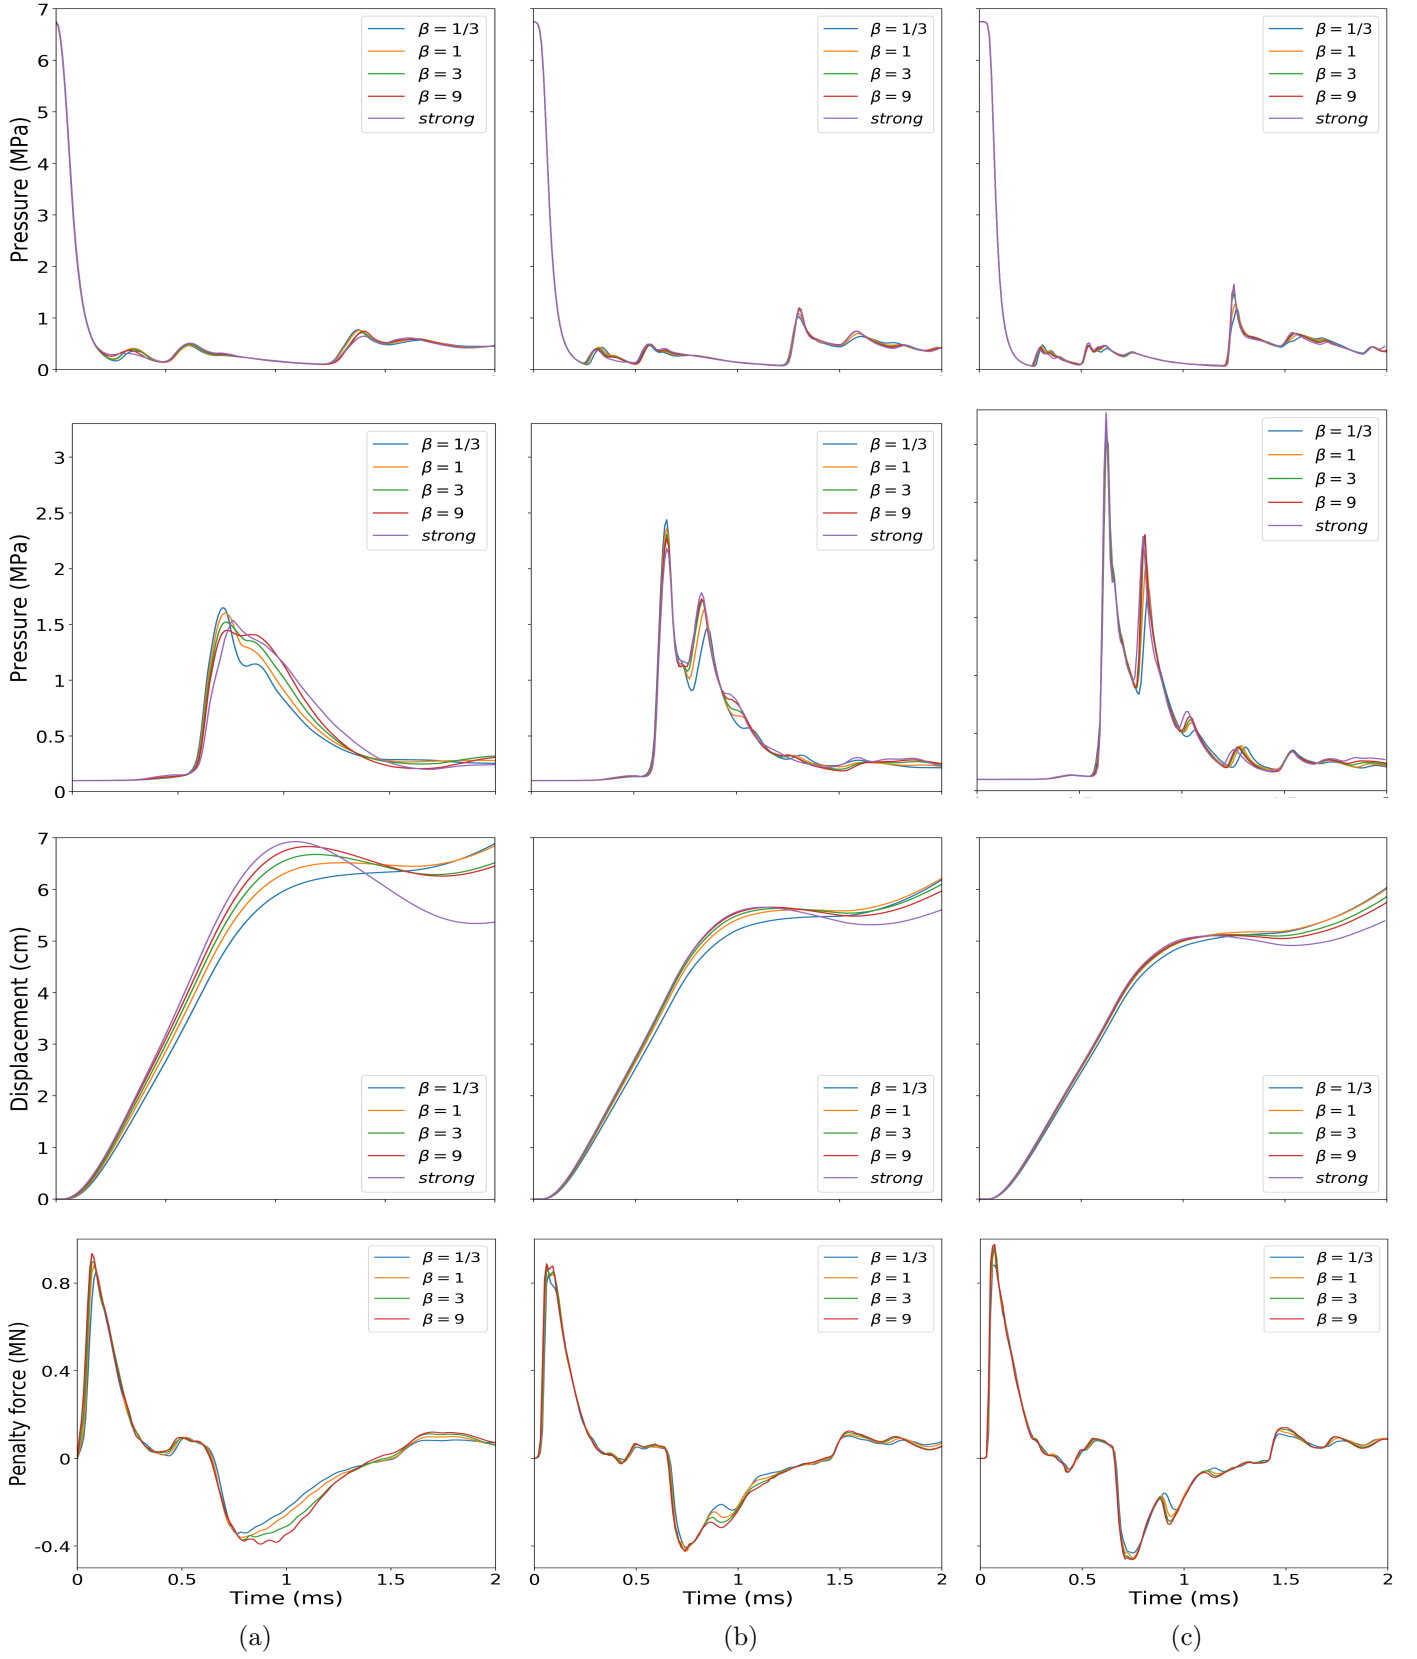 7
6
5
4
3
2
1
0
Pressure (MPa)
β = 1/3
β = 1
β = 3
β = 9
strong
β = 1/3
β = 1
β = 3
β = 9
strong
β = 1/3
β = 1
β = 3
β = 9
strong
3
2.5
2
1.5
1
0.5
0
Pressure (MPa)
β = 1/3
β = 1
β = 3
β = 9
strong
β = 1/3
β = 1
β = 3
β = 9
strong
β = 1/3
β = 1
β = 3
β = 9
strong
7
6
5
4
3
2
1
0
Displacement (cm)
β = 1/3
β = 1
β = 3
β = 9
strong
β = 1/3
β = 1
β = 3
β = 9
strong
β = 1/3
β = 1
β = 3
β = 9
strong
0.8
0.4
0
-0.4
Penalty force (MN)
β = 1/3
β = 1
β = 3
β = 9
β = 1/3
β = 1
β = 3
β = 9
β = 1/3
β = 1
β = 3
β = 9
0 0.5 1 1.5 2
0 0.5 1 1.5 2
0 0.5 1 1.5 2
Time (ms)
Time (ms)
Time (ms)
(a)
(b)
(c)